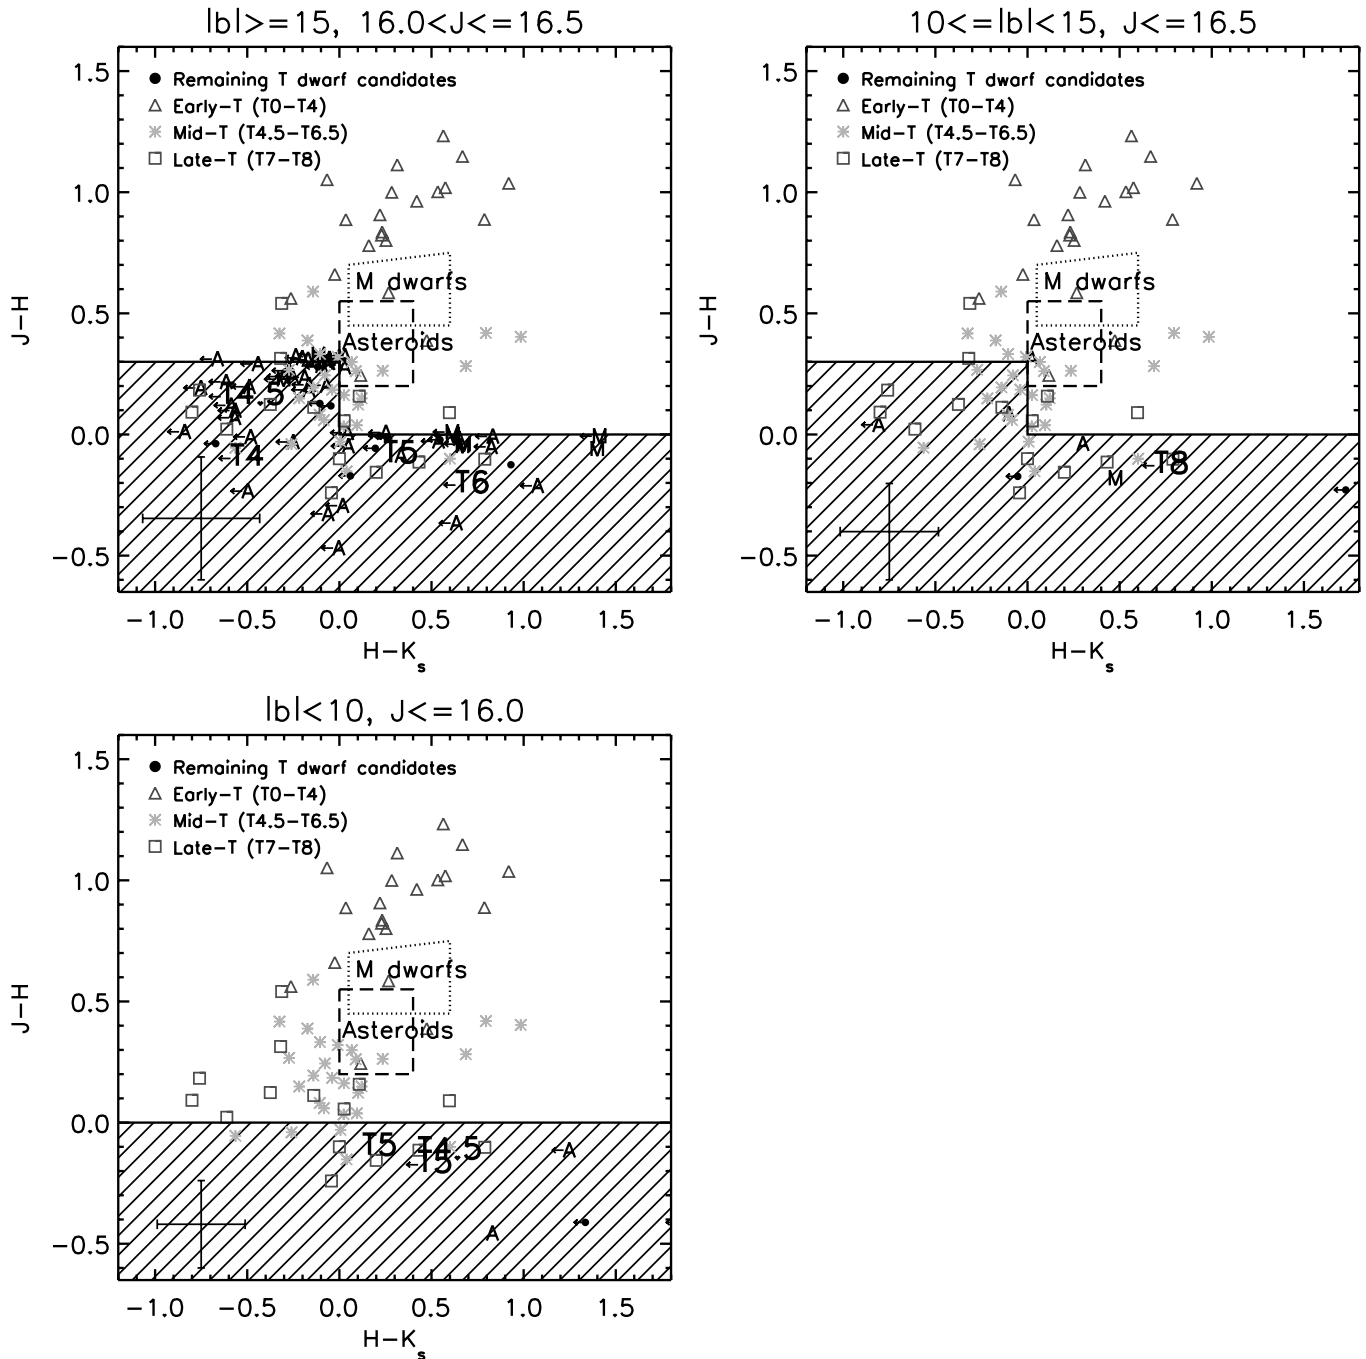 |b|>=15, 16.0<J<=16.5
Remaining T dwarf candidates
Early-T (T0-T4)
Mid-T (T4.5-T6.5)
Late-T (T7-T8)
M dwarfs
Asteroids
T4.5
T4
T5
T6
1.5
1.0
0.5
0.0
-0.5
J-H
-1.0 -0.5 0.0 0.5 1.0 1.5
H-Ks
10<=|b|<15, J<=16.5
Remaining T dwarf candidates
Early-T (T0-T4)
Mid-T (T4.5-T6.5)
Late-T (T7-T8)
M dwarfs
Asteroids
A
A
T8
M
1.5
1.0
0.5
0.0
-0.5
J-H
-1.0 -0.5 0.0 0.5 1.0 1.5
H-Ks
|b|<10, J<=16.0
Remaining T dwarf candidates
Early-T (T0-T4)
Mid-T (T4.5-T6.5)
Late-T (T7-T8)
M dwarfs
Asteroids
T5 T4.5
T5
A
A
1.5
1.0
0.5
0.0
-0.5
J-H
-1.0 -0.5 0.0 0.5 1.0 1.5
H-Ks